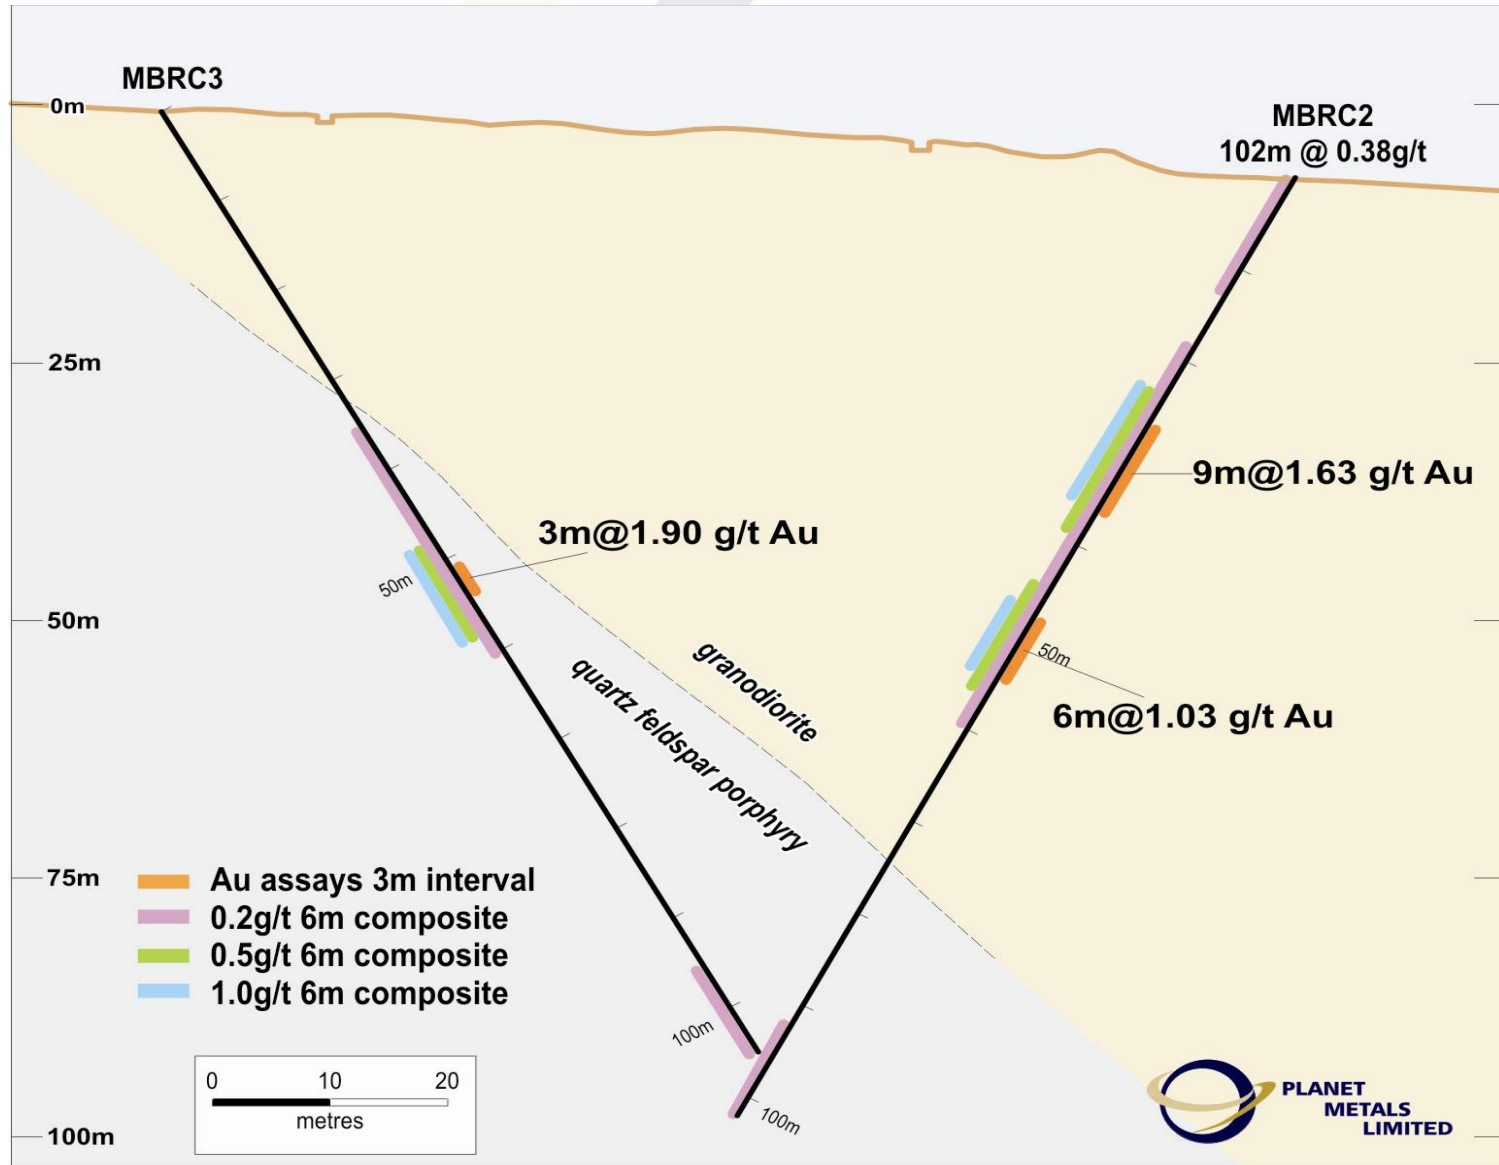 MBRC3
0m
MBRC2
102m @ 0.38g/t
25m
9m@1.63 g/t Au
3m@1.90 g/t Au
50m
50m
50m
granodiorite
6m@1.03 g/t Au
quartz feldspar porphyry
75m
Au assays 3m interval
0.2g/t 6m composite
0.5g/t 6m composite
1.0g/t 6m composite
100m
0 10 20
metres
100m
100m
PLANET
METALS
LIMITED